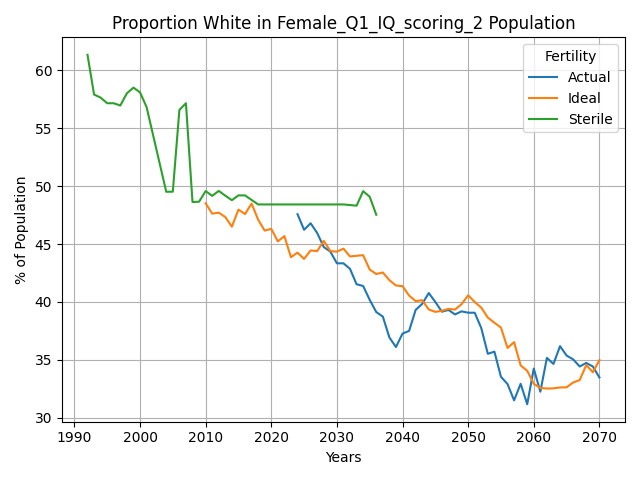 Proportion White in Female_Q1_IQ_scoring_2 Population
Fertility
Actual
Ideal
Sterile
% of Population
60
55
50
45
40
35
30
1990 2000 2010 2020 2030 2040 2050 2060 2070
Years